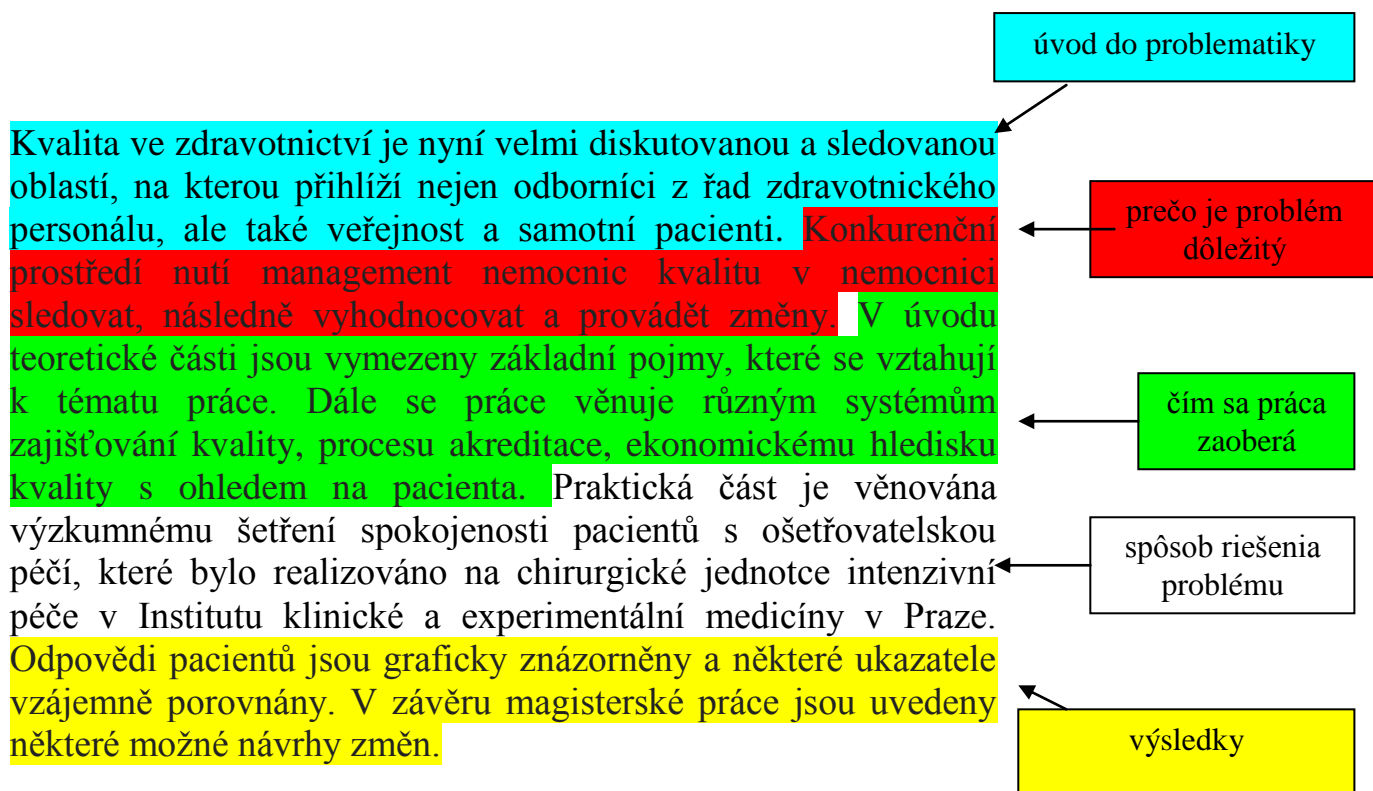 úvod do problematiky
Kvalita ve zdravotnictví je nyní velmi diskutovanou a sledovanou
oblastí, na kterou přihlíží nejen odborníci z řad zdravotnického
personálu, ale také veřejnost a samotní pacienti. Konkurenční
prostředí nutí management nemocnic kvalitu v nemocnici
sledovat, následně vyhodnocovat a provádět změny. V úvodu
teoretické části jsou vymezeny základní pojmy, které se vztahují
k tématu práce. Dále se práce věnuje různým systémům
zajišťování kvality, procesu akreditace, ekonomickému hledisku
kvality s ohledem na pacienta. Praktická část je věnována
výzkumnému šetření spokojenosti pacientů s ošetřovatelskou
péčí, které bylo realizováno na chirurgické jednotce intenzivní
péče v Institutu klinické a experimentální medicíny v Praze.
Odpovědi pacientů jsou graficky znázorněny a některé ukazatele
vzájemně porovnány. V závěru magisterské práce jsou uvedeny
některé možné návrhy změn.
prečo je problém
dôležitý
čím sa práca
zaoberá
spôsob riešenia
problému
výsledky